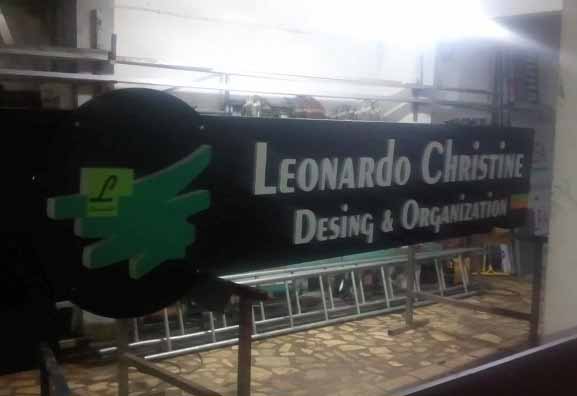 L
Leonardo Christine
Desing & Organization